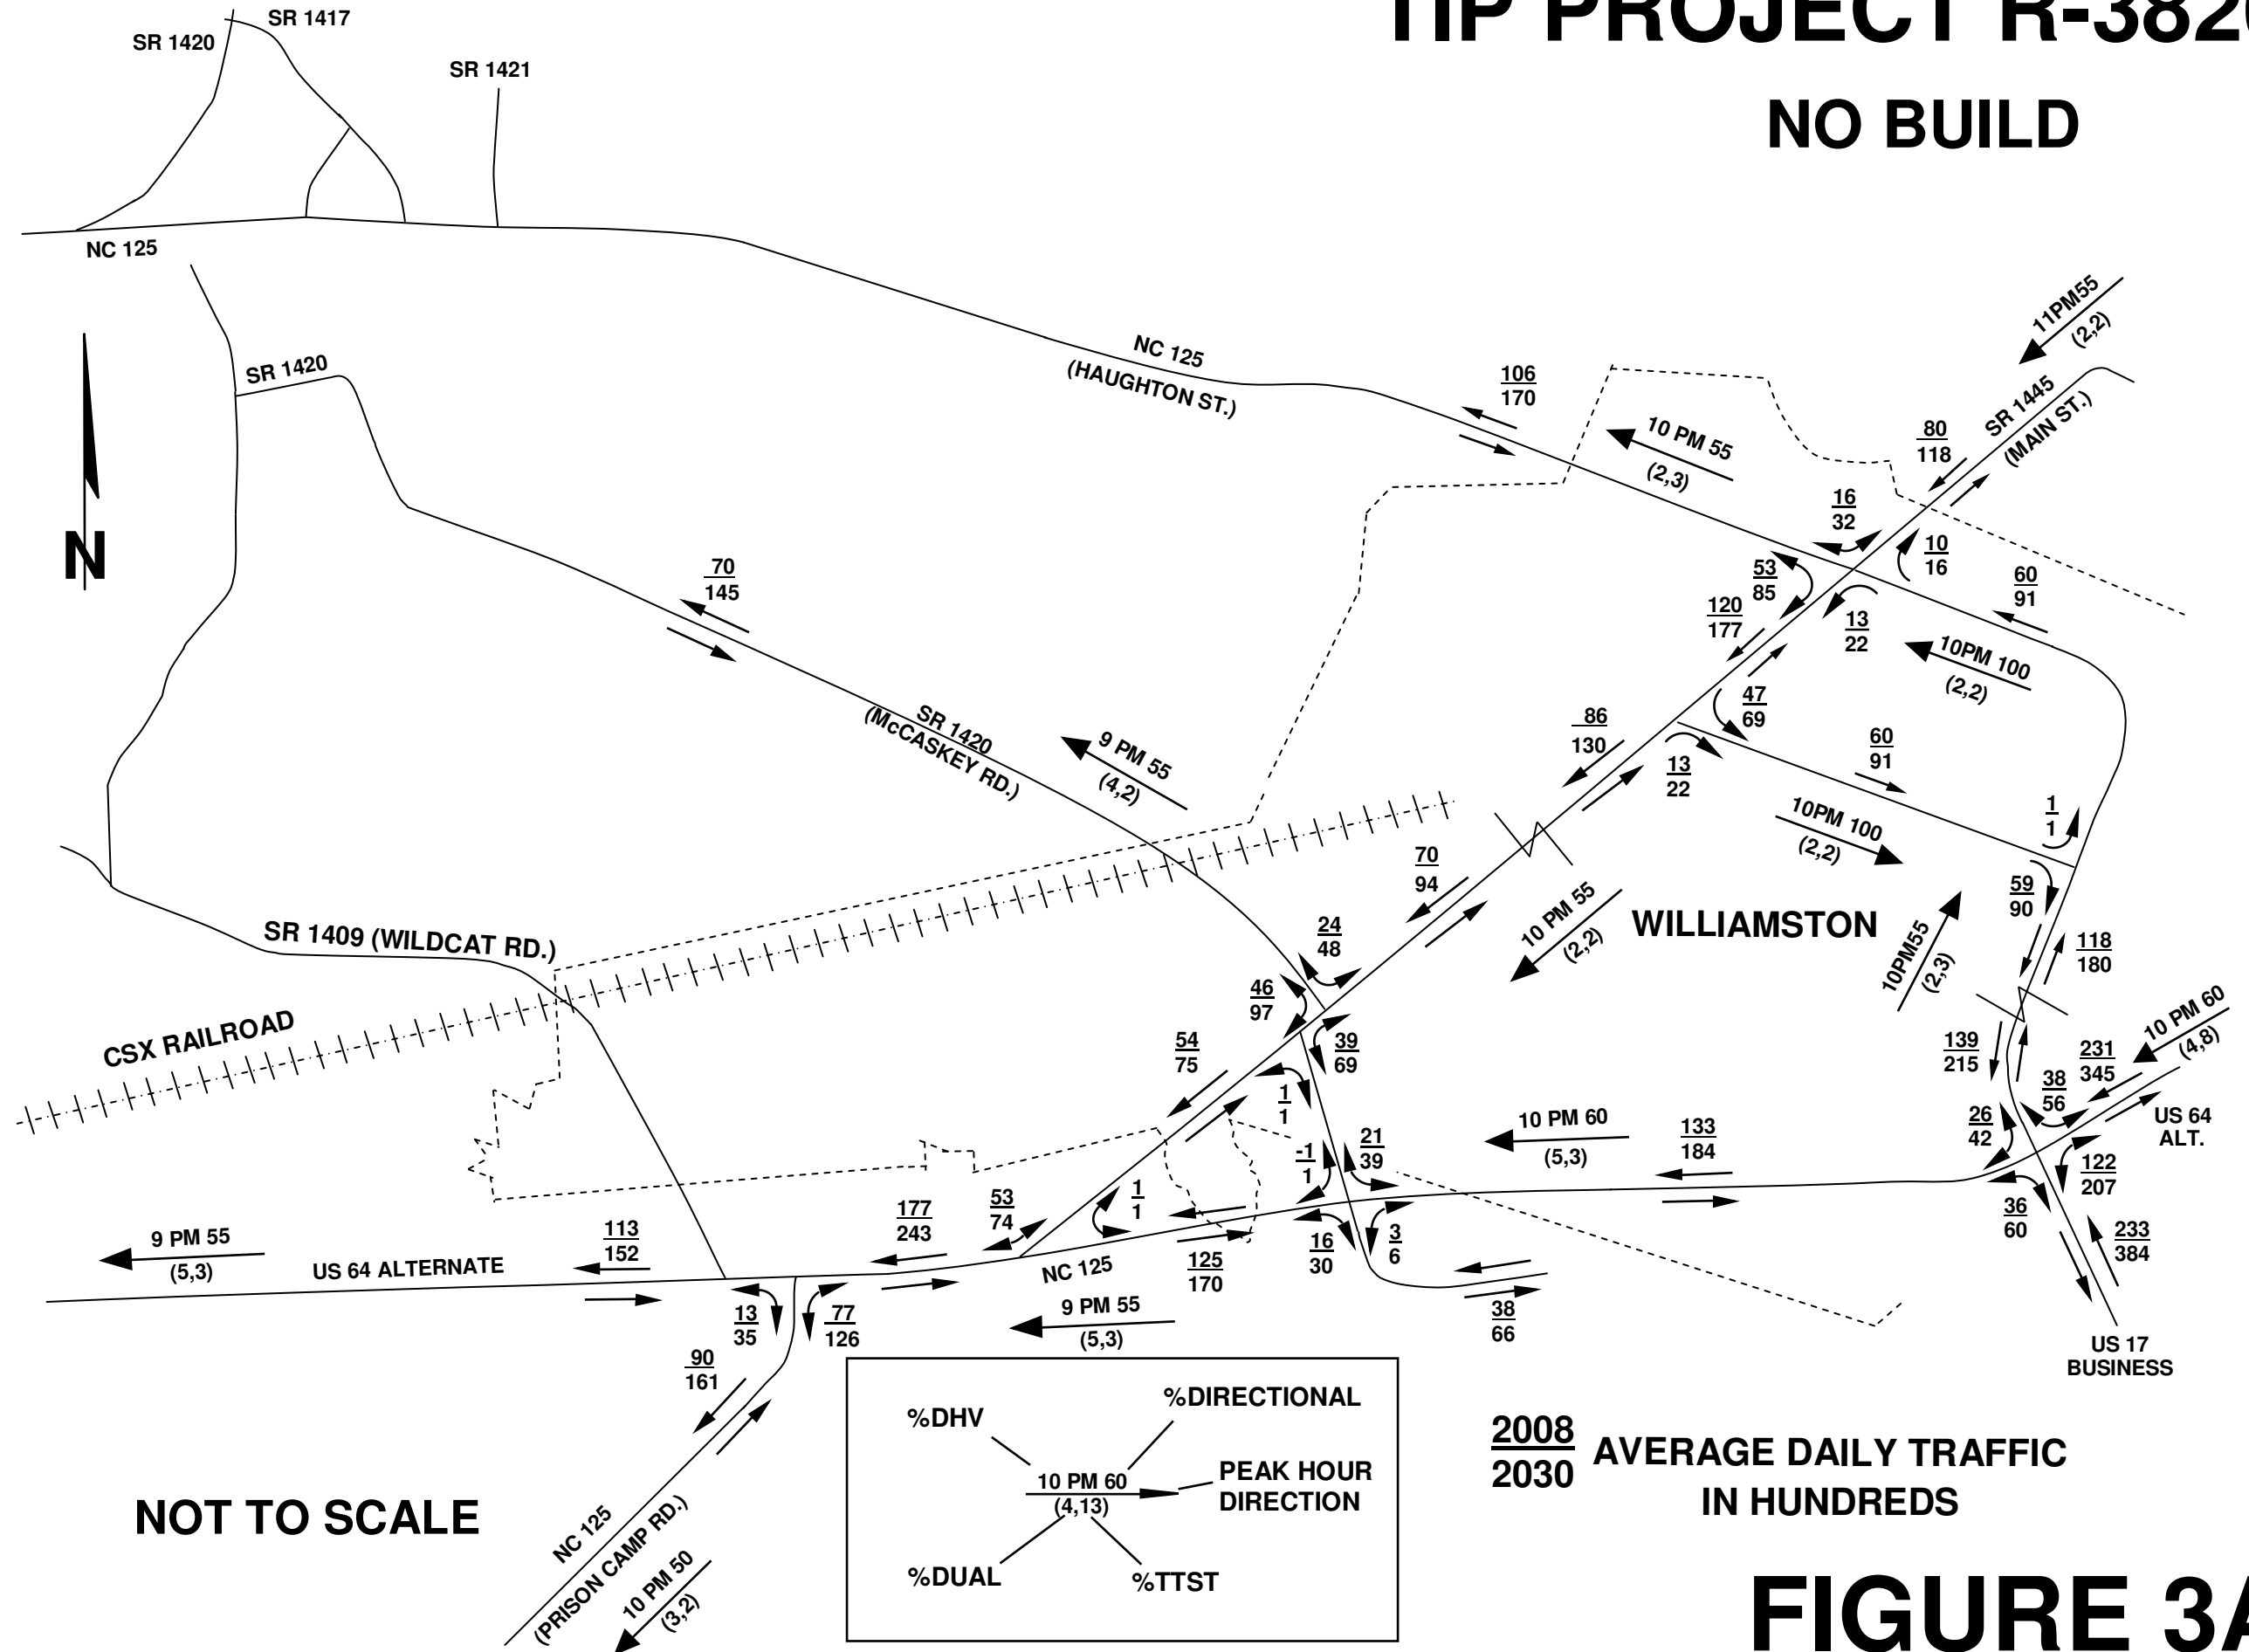 TIP PROJECT R-382
NO BUILD
SR 1417
SR 1420
SR 1421
NC 125
SR 1420
N
NC 125
(HAUGHTON ST.)
106
170
10 PM 55
(2,3)
11PM55
(2,2)
SR 1445
(MAIN ST.)
80
118
16
32
10
16
53
85
60
91
120
177
13
22
10PM 100
(2,2)
47
69
86
130
13
22
60
91
10PM 100
(2,2)
1
1
70
145
SR 1420
(McCASKEY RD.)
9 PM 55
(4,2)
70
94
10 PM 55
(2,2)
WILLIAMSTON
59
90
118
180
10PM55
(2,3)
24
48
46
97
39
69
54
75
1
1
SR 1409 (WILDCAT RD.)
CSX RAILROAD
139
215
231
345
10 PM 60
(4,8)
38
56
26
42
US 64
ALT.
122
207
36
60
233
384
US 17
BUSINESS
10 PM 60
(5,3)
133
184
21
39
-1
1
1
1
53
74
177
243
113
152
9 PM 55
(5,3)
US 64 ALTERNATE
NC 125
125
170
16
30
3
6
38
66
9 PM 55
(5,3)
13
35
77
126
90
161
NC 125
(PRISON CAMP RD.)
10 PM 50
(3,2)
NOT TO SCALE
%DHV
%DIRECTIONAL
10 PM 60
(4,13)
PEAK HOUR
DIRECTION
%DUAL
%TTST
2008
2030
AVERAGE DAILY TRAFFIC
IN HUNDREDS
FIGURE 3A